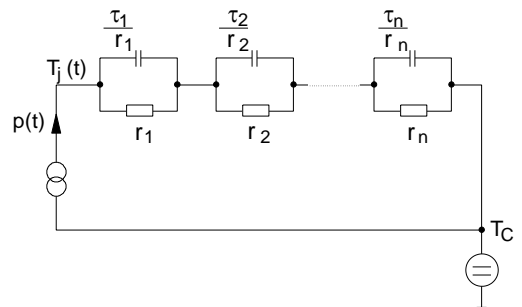 τ1/r1
τ2/r2
τn/rn
Tj (t)
r1
r2
rn
p(t)
TC